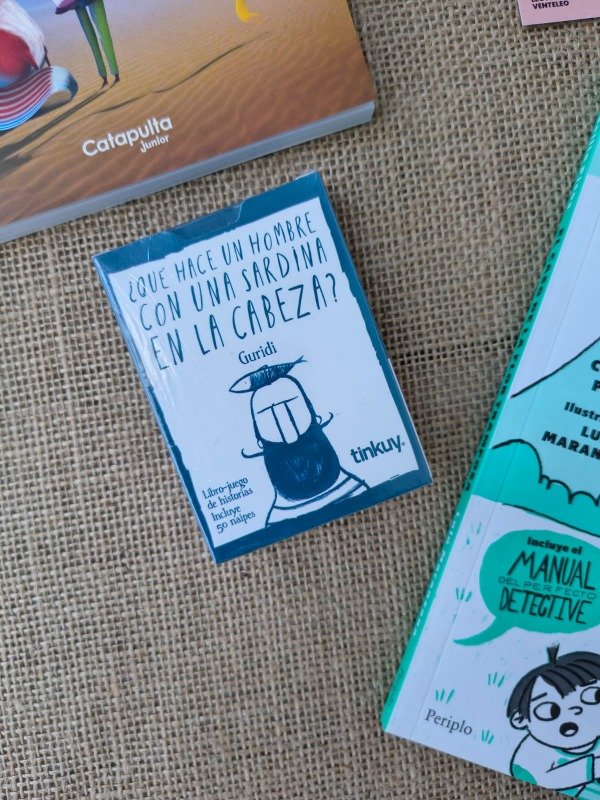 VENTELEO
Catapulta
Junior
¿QUÉ HACE UN HOMBRE
CON UNA SARDINA
EN LA CABEZA?
Guridi
tinkuy
Libro-juego
de historias
Incluye
50 naipes
Incluye el
MANUAL
DEL PERFECTO
DETECTIVE
Periplo